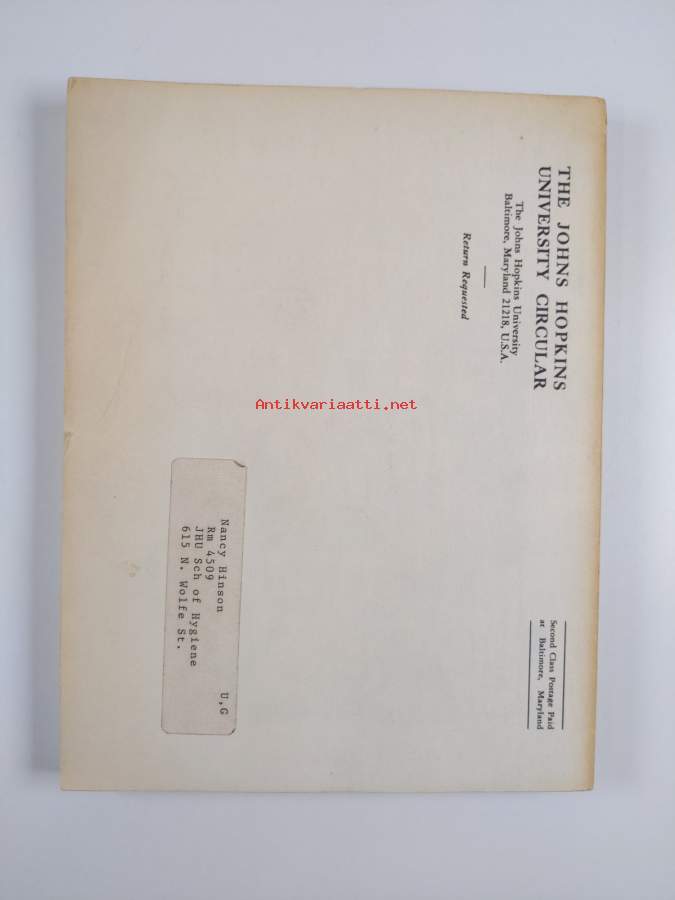 THE JOHNS HOPKINS
UNIVERSITY CIRCULAR
The Johns Hopkins University
Baltimore, Maryland 21218, U.S.A.
Return Requested
Second Class Postage Paid
at Baltimore, Maryland
Antikvariaatti.net
U,G
Nancy Hinson
Rm 4509
JHU Sch of Hygiene
615 N. Wolfe St.